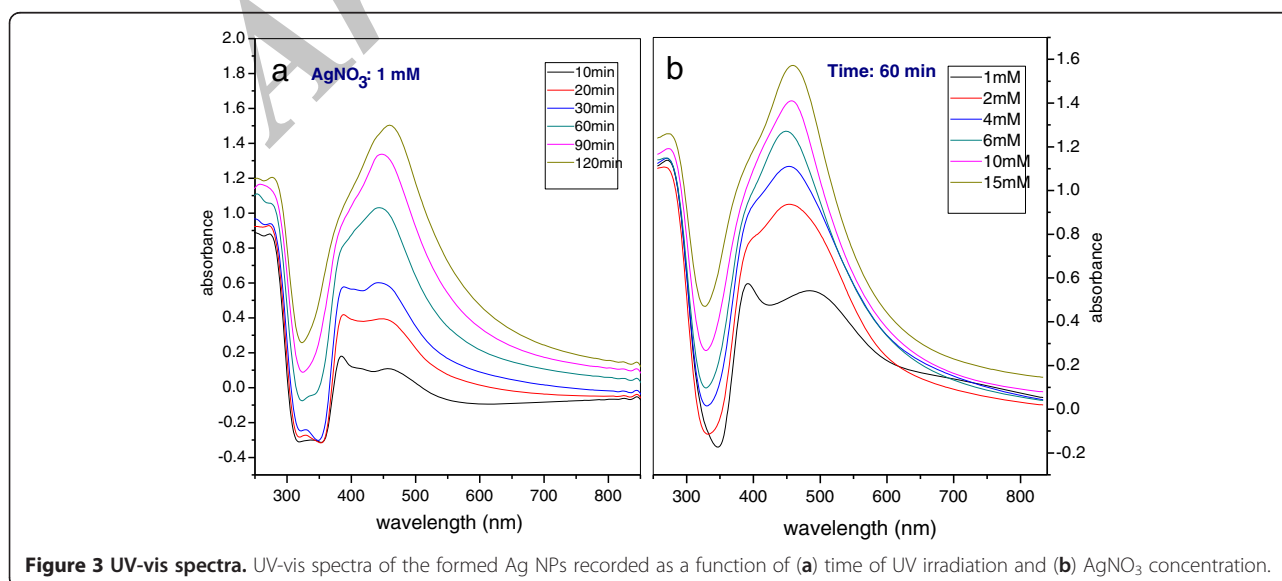 a
AgNO3: 1 mM
10min
20min
30min
60min
90min
120min
2.0
1.8
1.6
1.4
1.2
1.0
0.8
0.6
0.4
0.2
0.0
-0.2
-0.4
absorbance
300 400 500 600 700 800
wavelength (nm)
b
Time: 60 min
1mM
2mM
4mM
6mM
10mM
15mM
1.6
1.4
1.2
1.0
0.8
0.6
0.4
0.2
0.0
-0.2
absorbance
300 400 500 600 700 800
wavelength (nm)
Figure 3 UV-vis spectra. UV-vis spectra of the formed Ag NPs recorded as a function of (a) time of UV irradiation and (b) AgNO3 concentration.